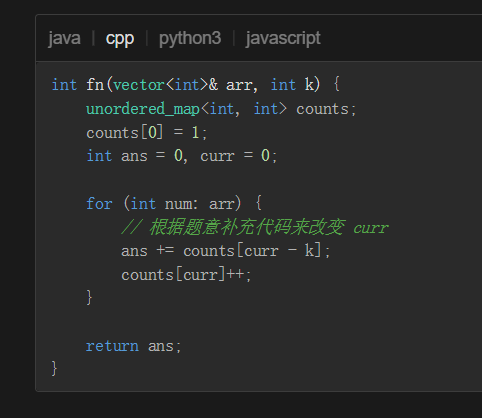 java | cpp | python3 | javascript
int fn(vector<int>& arr, int k) {
    unordered_map<int, int> counts;
    counts[0] = 1;
    int ans = 0, curr = 0;

    for (int num: arr) {
        // 根据题意补充代码来改变 curr
        ans += counts[curr - k];
        counts[curr]++;
    }

    return ans;
}